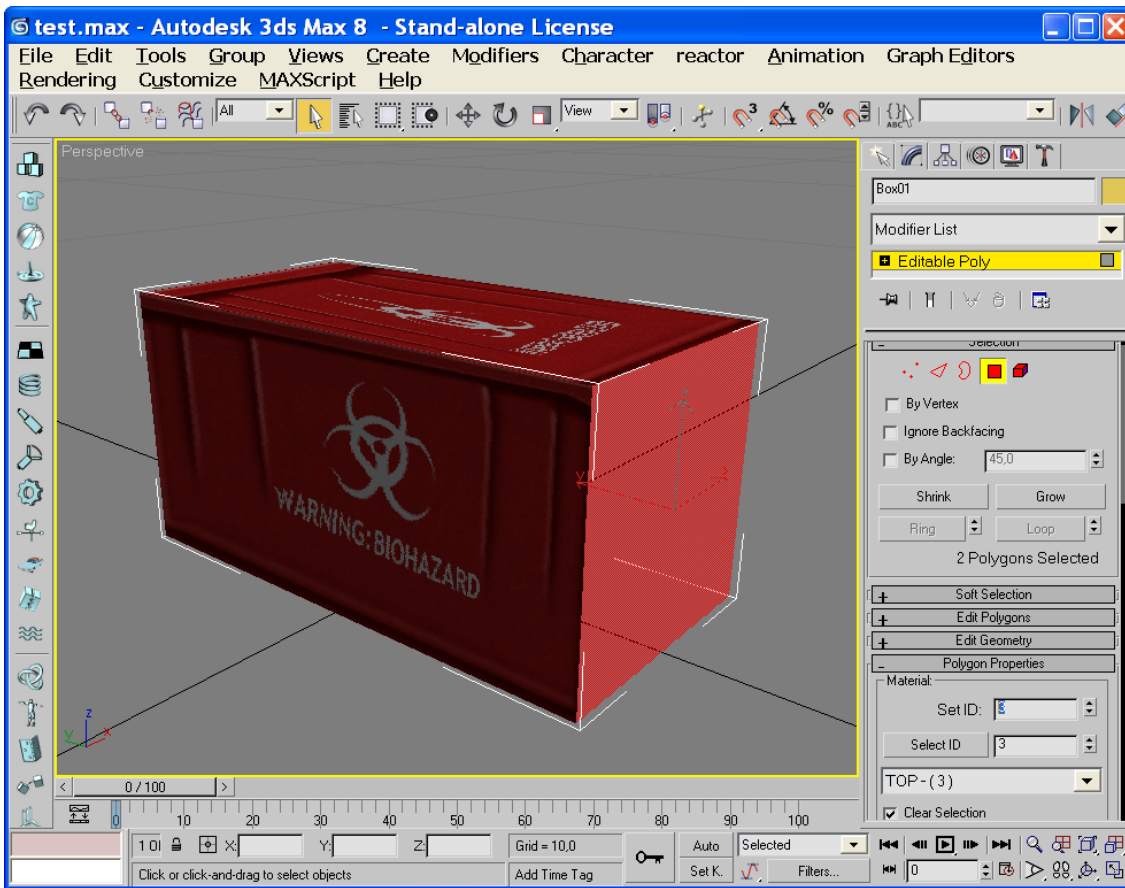 test.max - Autodesk 3ds Max 8 - Stand-alone License
File Edit Tools Group Views Create Modifiers Character reactor Animation Graph Editors
Rendering Customize MAXScript Help
All
View
3
%
ABC
Perspective
Box01
Modifier List
Editable Poly
Selection
By Vertex
Ignore Backfacing
By Angle: 45,0
Shrink Grow
Ring Loop
2 Polygons Selected
Soft Selection
Edit Polygons
Edit Geometry
Polygon Properties
Material:
Set ID: 3
Select ID 3
TOP - (3)
Clear Selection
WARNING: BIOHAZARD
z
y x
0 / 100
0 10 20 30 40 50 60 70 80 90 100
X: Y: Z: Grid = 10,0
Click or click-and-drag to select objects
Add Time Tag
Auto Selected
Set K. Filters...
0